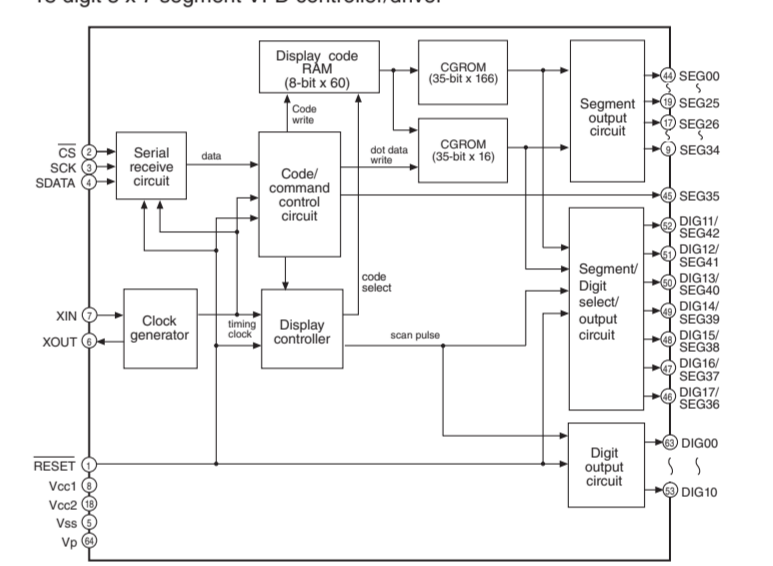 18 digit 5 x 7 segment VFD controller/driver
Display code
RAM
(8-bit x 60)
CGROM
(35-bit x 166)
Segment
output
circuit
44 SEG00
19 SEG25
17 SEG26
9 SEG34
Code
write
CS 2
SCK 3
SDATA 4
Serial
receive
circuit
data
Code/
command
control
circuit
dot data
write
CGROM
(35-bit x 16)
45 SEG35
52 DIG11/
SEG42
51 DIG12/
SEG41
50 DIG13/
SEG40
49 DIG14/
SEG39
48 DIG15/
SEG38
47 DIG16/
SEG37
46 DIG17/
SEG36
Segment/
Digit
select/
output
circuit
code
select
XIN 7
XOUT 6
Clock
generator
timing
clock
Display
controller
scan pulse
RESET 1
Vcc1 8
Vcc2 18
Vss 5
Vp 64
Digit
output
circuit
63 DIG00
53 DIG10